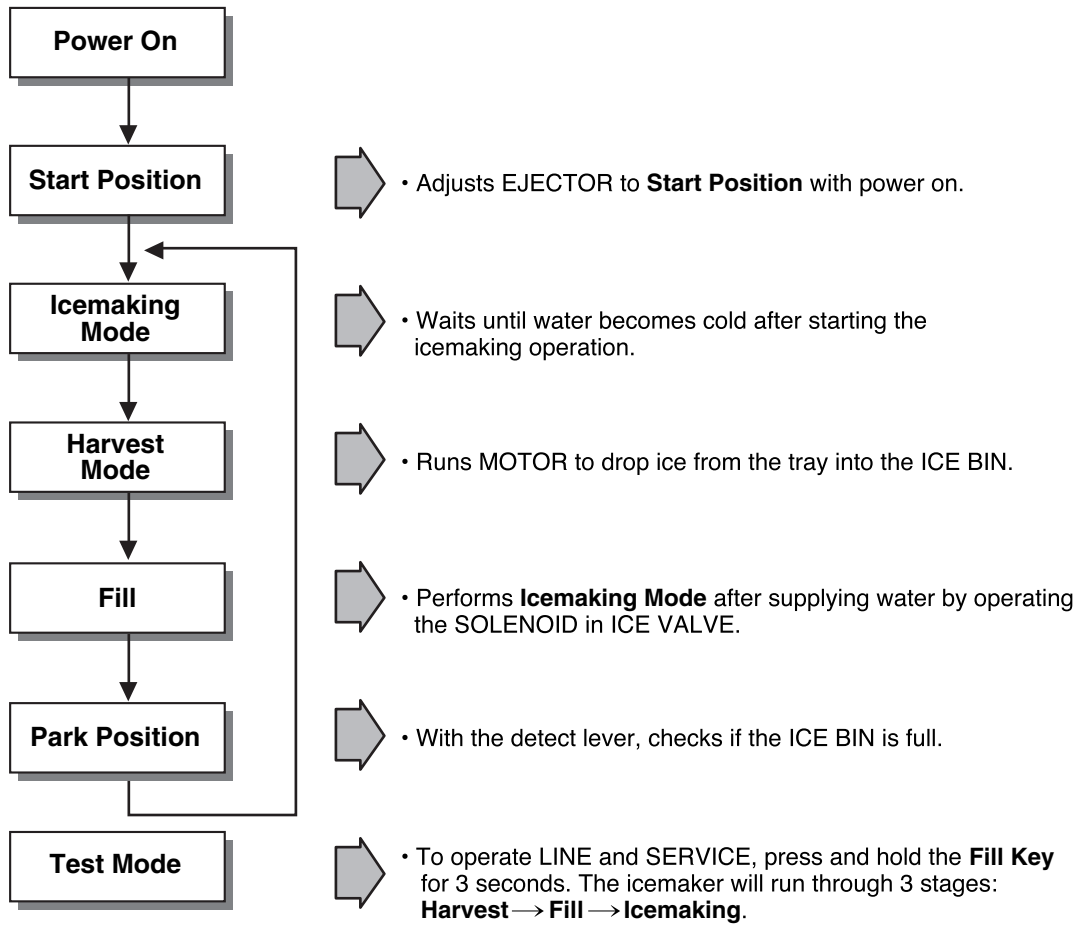 Power On
Start Position
• Adjusts EJECTOR to Start Position with power on.
Icemaking
Mode
• Waits until water becomes cold after starting the
icemaking operation.
Harvest
Mode
• Runs MOTOR to drop ice from the tray into the ICE BIN.
Fill
• Performs Icemaking Mode after supplying water by operating
the SOLENOID in ICE VALVE.
Park Position
• With the detect lever, checks if the ICE BIN is full.
Test Mode
• To operate LINE and SERVICE, press and hold the Fill Key
for 3 seconds. The icemaker will run through 3 stages:
Harvest → Fill → Icemaking.